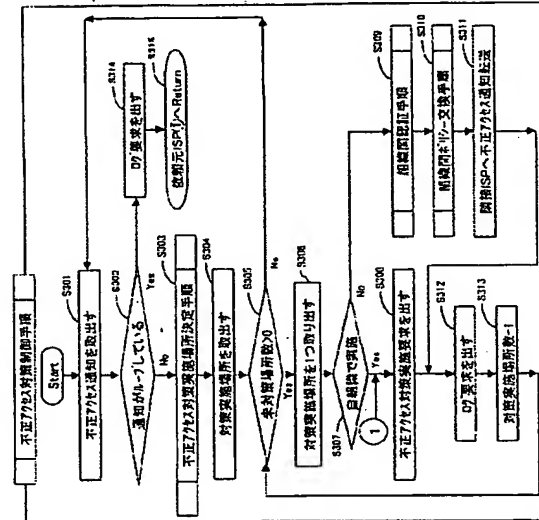 不正アクセス対策制御手順
Start
S301
不正アクセス通知を取出す
S302
通知がループしている
Yes
No
S314
ログ要求を出す
S315
依頼元ISP(*)へReturn
S303
不正アクセス対策実施場所決定手順
S304
対策実施場所を取出す
S305
未対策場所数>0
No
Yes
S306
対策実施場所を1つ取り出す
S307
自組織で実施
No
Yes
1
S308
不正アクセス対策実施要求を出す
S309
組織間認証手順
S310
組織間ポリシー交換手順
S311
隣接ISPへ不正アクセス通知転送
S312
ログ要求を出す
S313
対策実施場所数-1